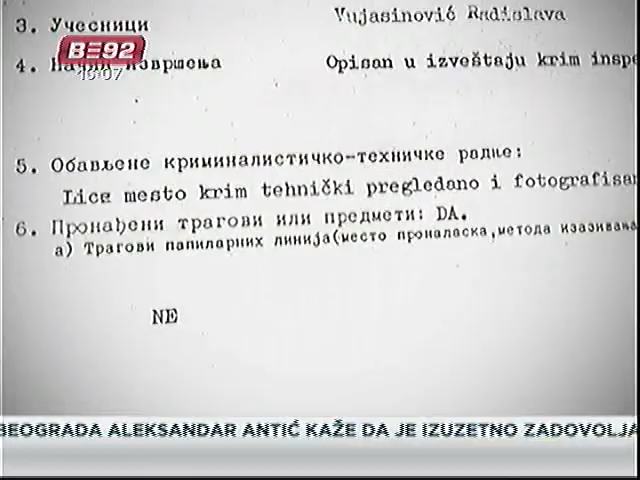 3. Учесници Vujasinović Radislava
B92
16:07
4. Начин извршења Opisan u izveštaju krim inspe
5. Обављене криминалистичко-техничке радње:
Lice mesto krim tehnički pregledano i fotografisan
6. Пронађени трагови или предмети: DA.
а) Трагови папиларних линија(место проналаска,метода изазивања
NE
BEOGRADA ALEKSANDAR ANTIĆ KAŽE DA JE IZUZETNO ZADOVOLJA